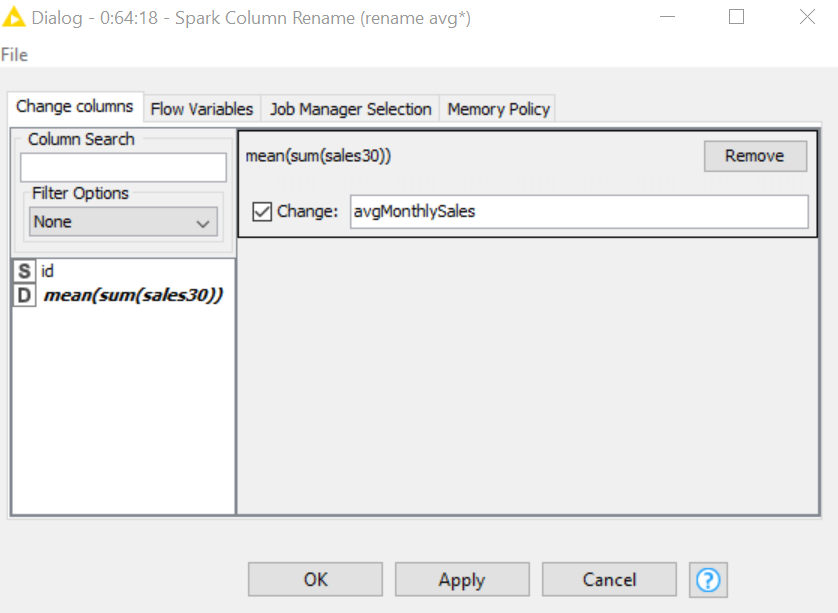 Dialog - 0:64:18 - Spark Column Rename (rename avg*)
File
Change columns Flow Variables Job Manager Selection Memory Policy
Column Search
Filter Options
None
S id
D mean(sum(sales30))
mean(sum(sales30))
Remove
Change: avgMonthlySales
OK Apply Cancel ?